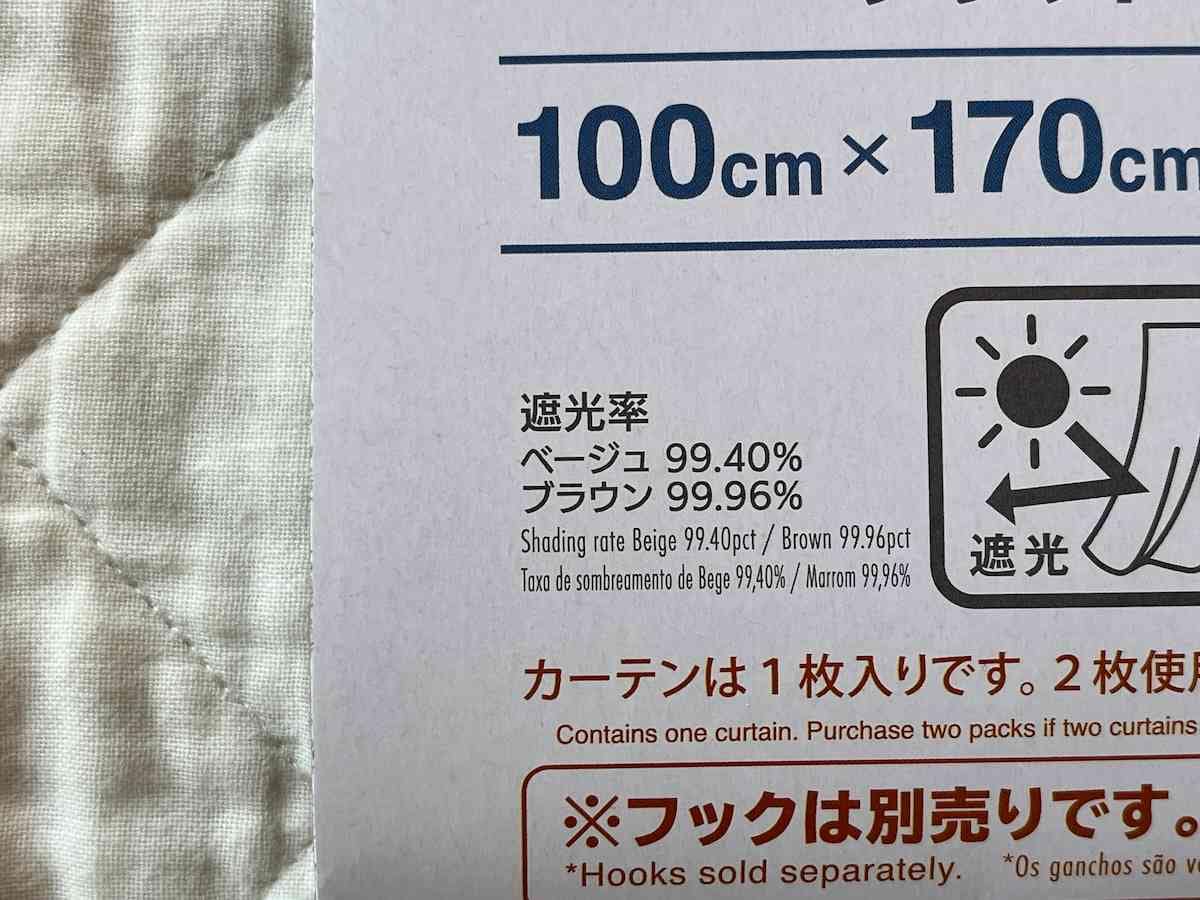 100cm×170cm
遮光率
ベージュ 99.40%
ブラウン 99.96%
Shading rate Beige 99.40pct / Brown 99.96pct
Taxa de sombreamento de Bege 99,40% / Marrom 99,96%
遮光
カーテンは1枚入りです。2枚使用
Contains one curtain. Purchase two packs if two curtains
※フックは別売りです。
*Hooks sold separately. *Os ganchos são